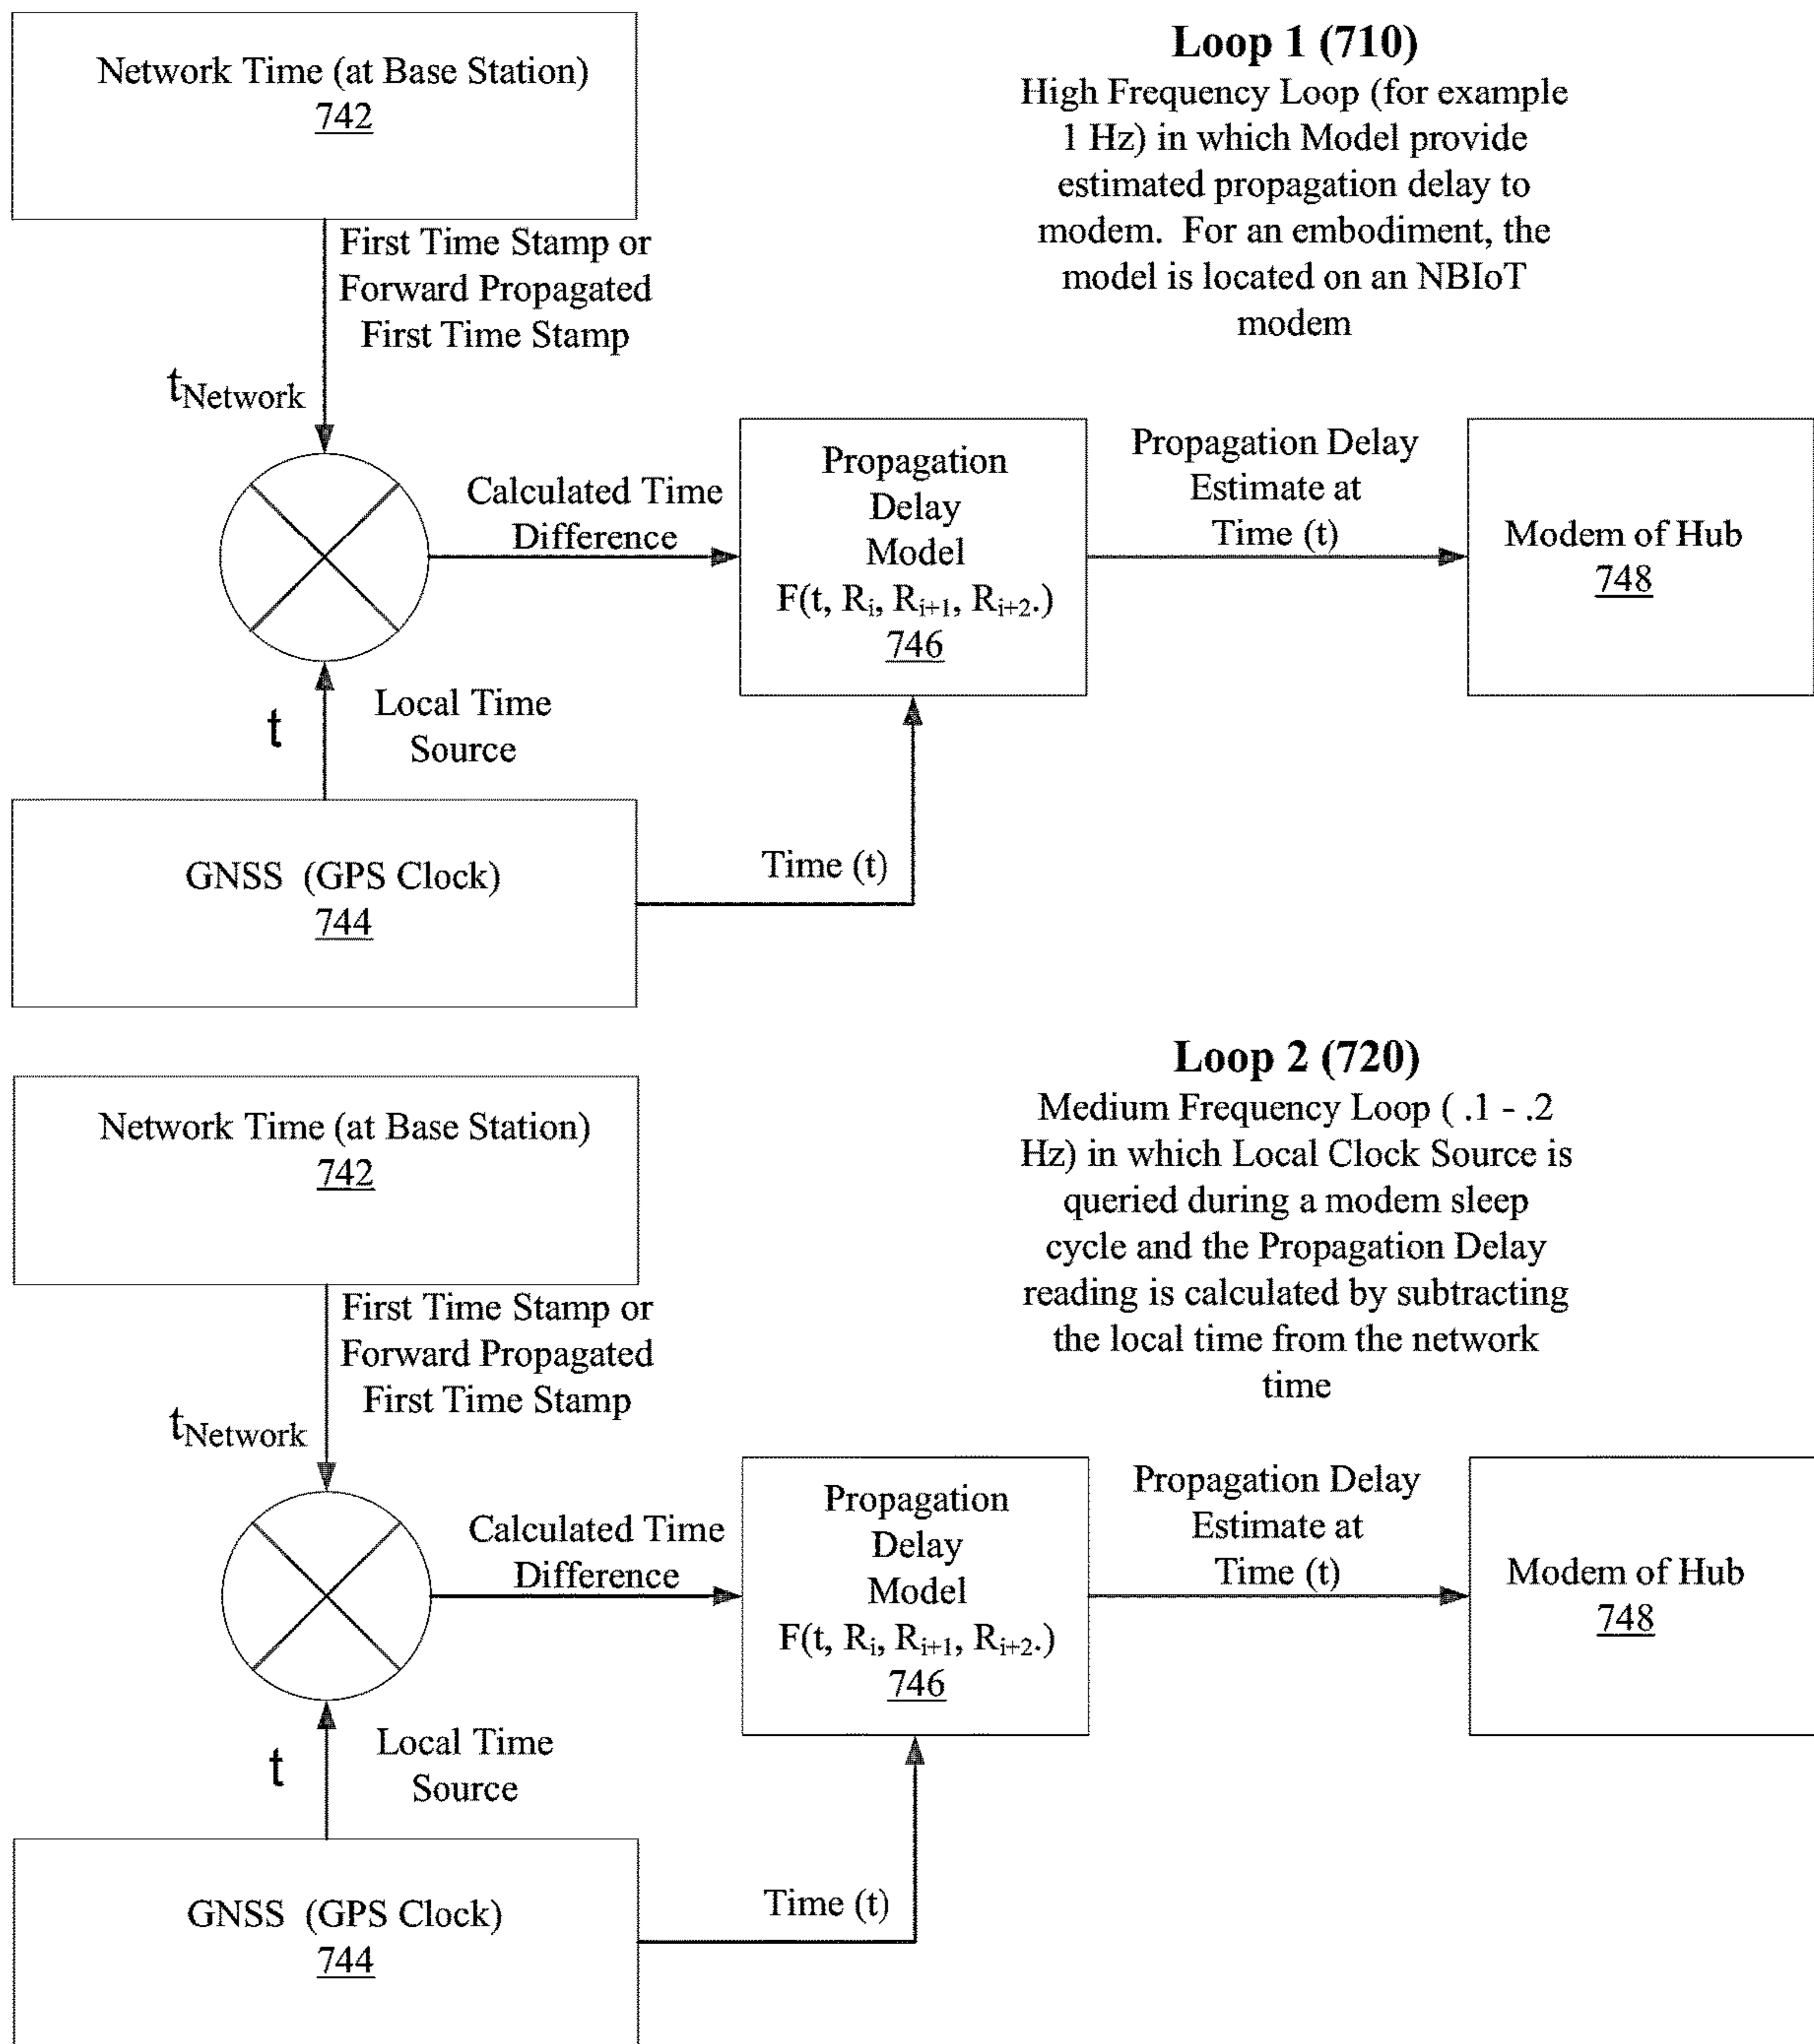 Network Time (at Base Station)
742
Loop 1 (710)
High Frequency Loop (for example
1 Hz) in which Model provide
estimated propagation delay to
modem. For an embodiment, the
model is located on an NBIoT
modem
First Time Stamp or
Forward Propagated
First Time Stamp
tNetwork
Calculated Time
Difference
Propagation
Delay
Model
F(t, Ri, Ri+1, Ri+2.)
746
Propagation Delay
Estimate at
Time (t)
Modem of Hub
748
t
Local Time
Source
GNSS (GPS Clock)
744
Time (t)
Loop 2 (720)
Medium Frequency Loop ( .1 - .2
Hz) in which Local Clock Source is
queried during a modem sleep
cycle and the Propagation Delay
reading is calculated by subtracting
the local time from the network
time
Network Time (at Base Station)
742
First Time Stamp or
Forward Propagated
First Time Stamp
tNetwork
Calculated Time
Difference
Propagation
Delay
Model
F(t, Ri, Ri+1, Ri+2.)
746
Propagation Delay
Estimate at
Time (t)
Modem of Hub
748
t
Local Time
Source
GNSS (GPS Clock)
744
Time (t)